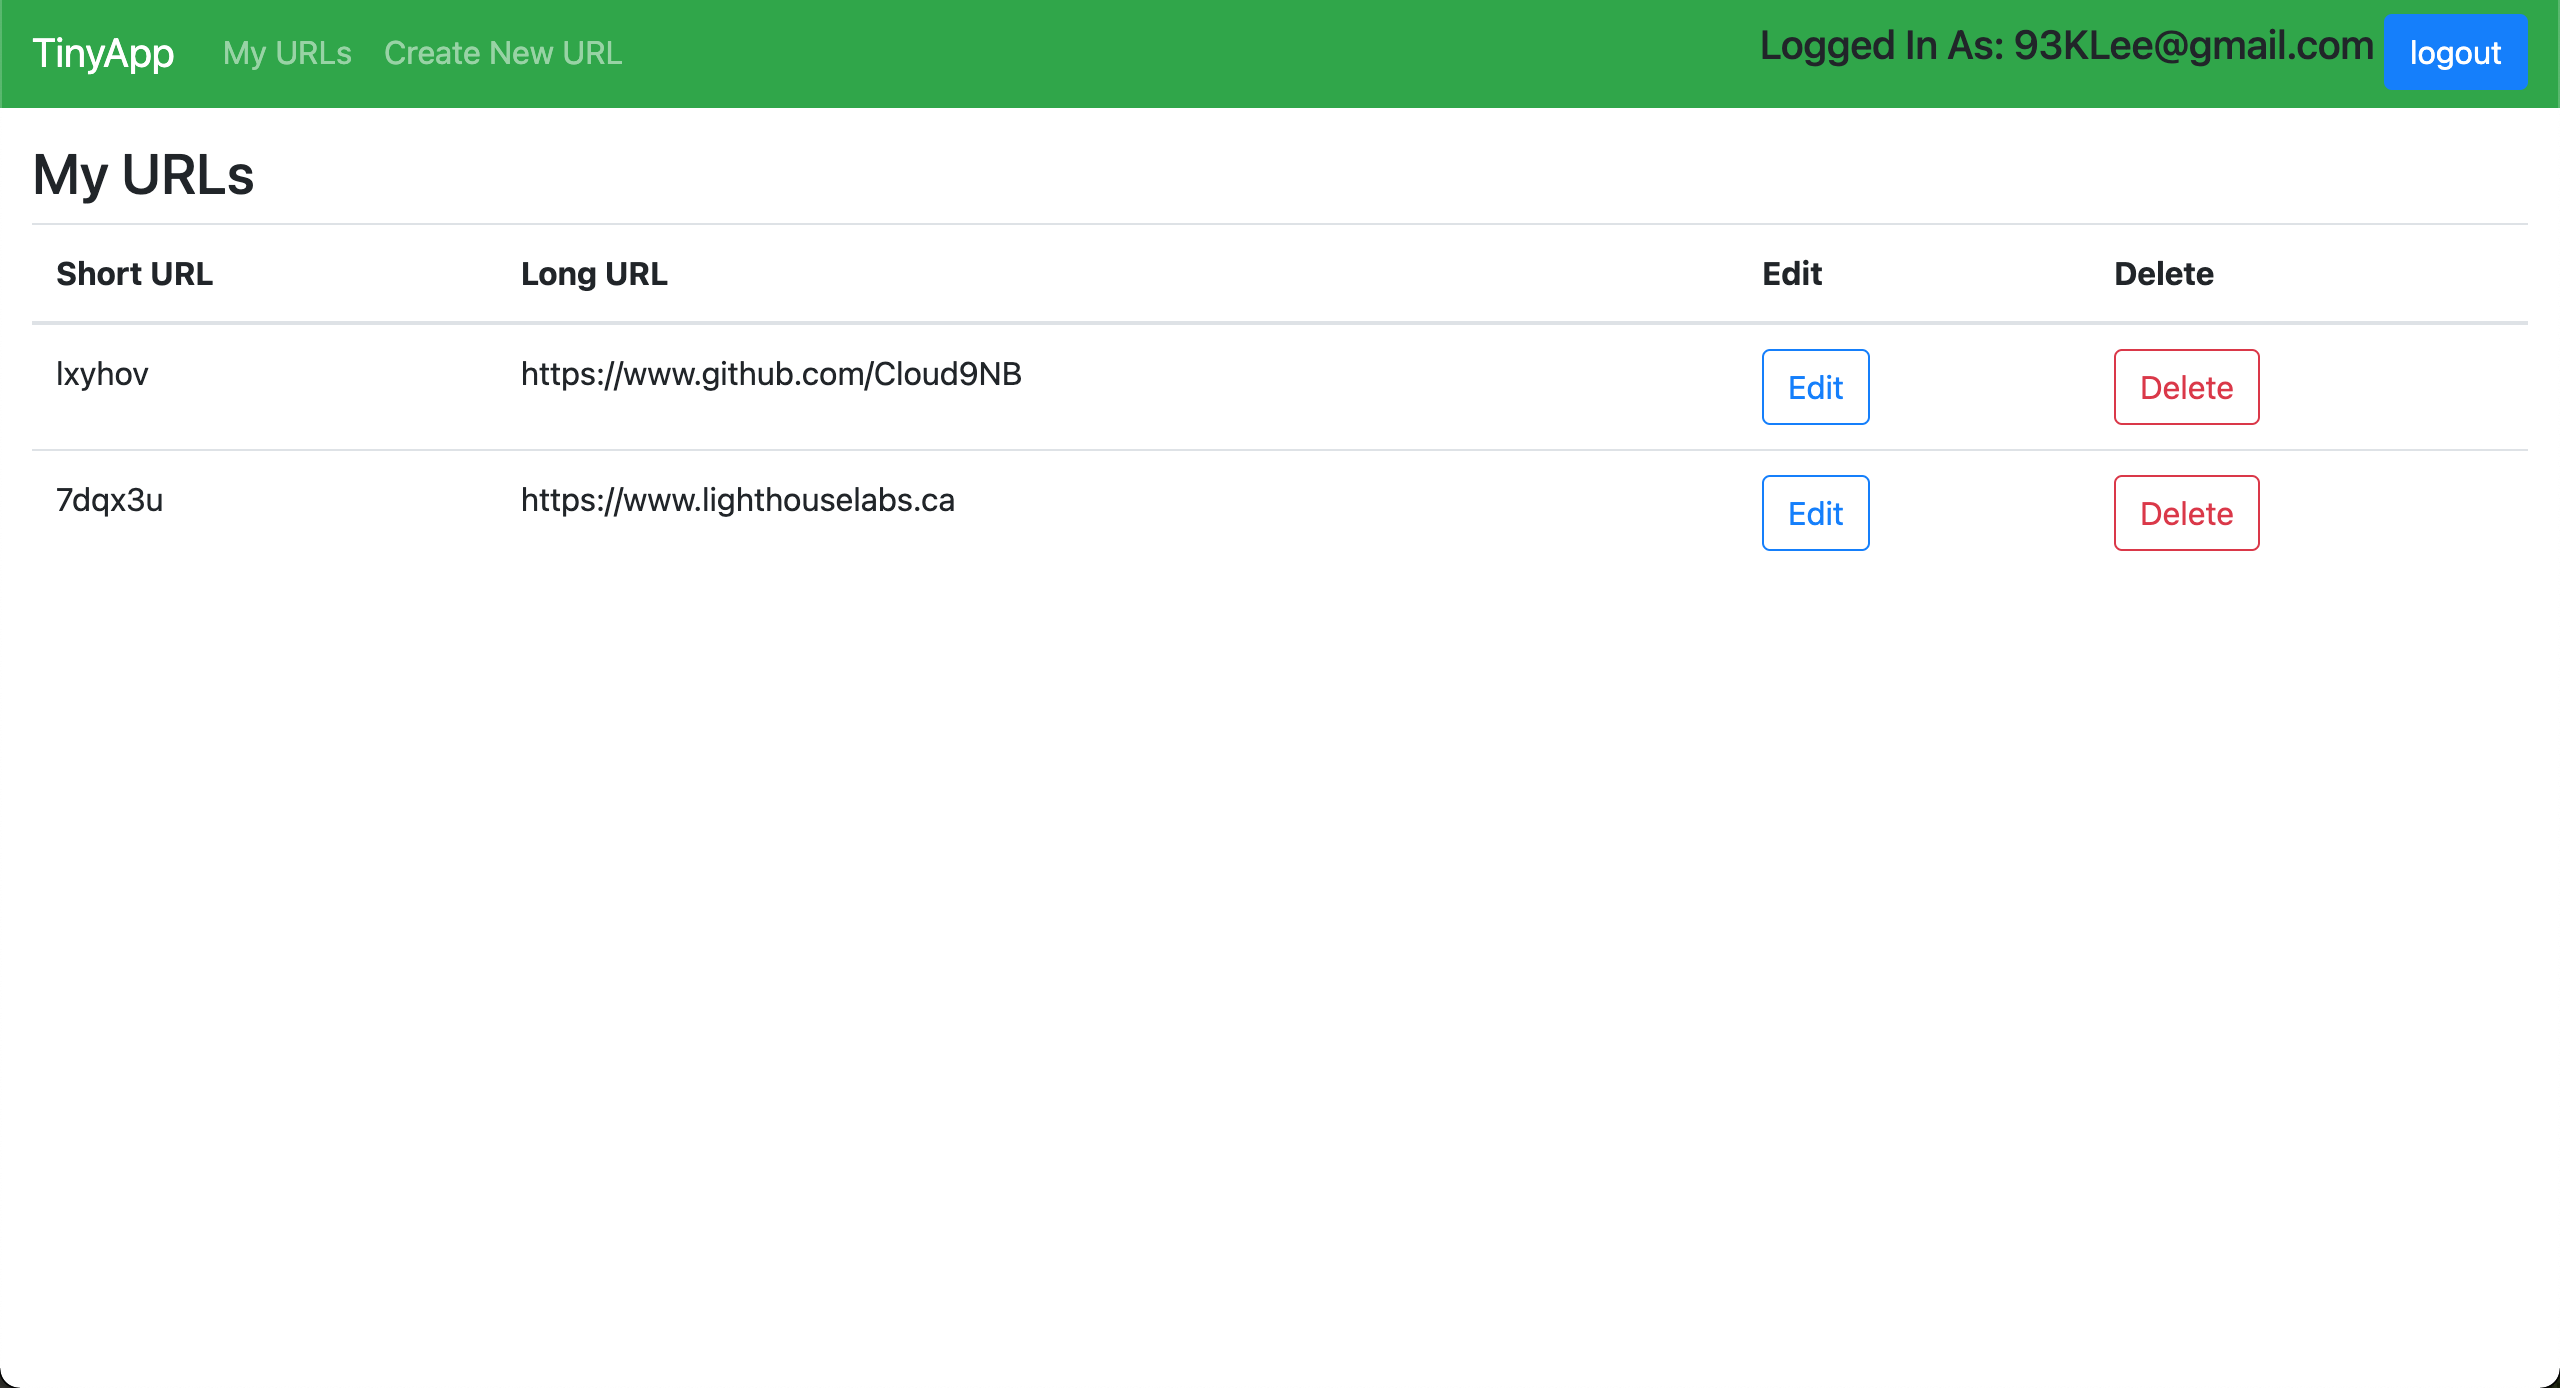 TinyApp My URLs Create New URL Logged In As: 93KLee@gmail.com logout
My URLs
Short URL Long URL Edit Delete
lxyhov https://www.github.com/Cloud9NB Edit Delete
7dqx3u https://www.lighthouselabs.ca Edit Delete